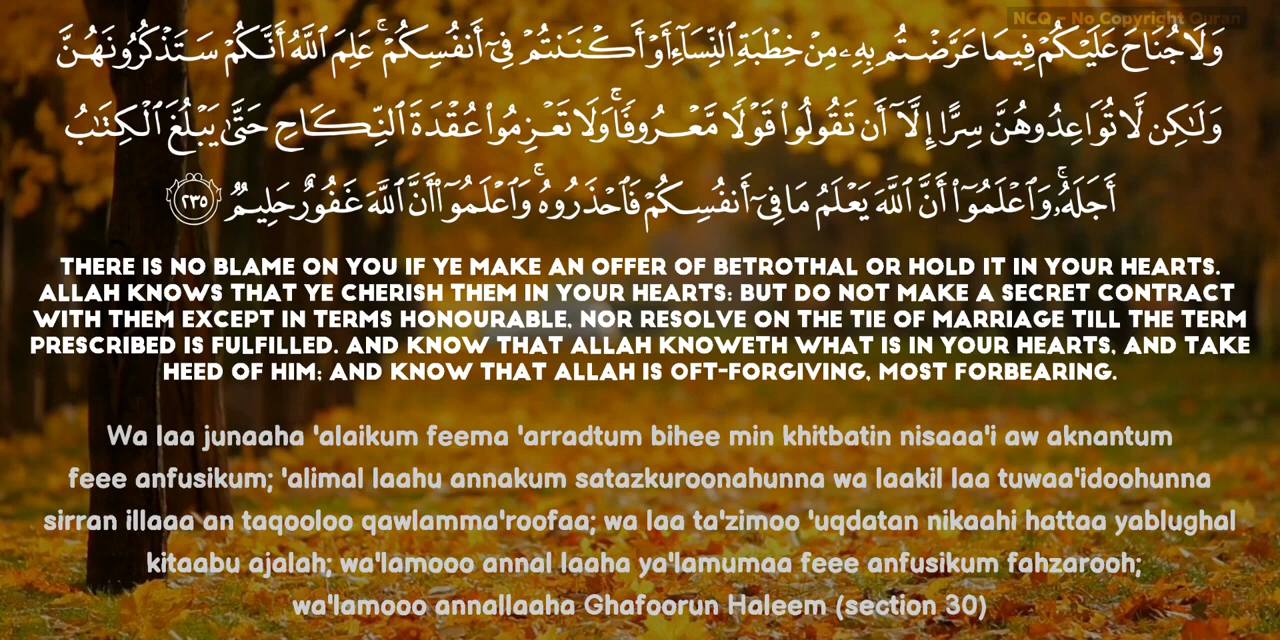 NCQ - No Copyright Quran
وَلَا جُنَاحَ عَلَيْكُمْ فِيمَا عَرَّضْتُم بِهِۦ مِنْ خِطْبَةِ ٱلنِّسَآءِ أَوْ أَكْنَنتُمْ فِىٓ أَنفُسِكُمْ ۚ عَلِمَ ٱللَّهُ أَنَّكُمْ سَتَذْكُرُونَهُنَّ
وَلَـٰكِن لَّا تُوَاعِدُوهُنَّ سِرًّا إِلَّآ أَن تَقُولُوا۟ قَوْلًا مَّعْرُوفًا ۚ وَلَا تَعْزِمُوا۟ عُقْدَةَ ٱلنِّكَاحِ حَتَّىٰ يَبْلُغَ ٱلْكِتَـٰبُ
أَجَلَهُۥ ۚ وَٱعْلَمُوٓا۟ أَنَّ ٱللَّهَ يَعْلَمُ مَا فِىٓ أَنفُسِكُمْ فَٱحْذَرُوهُ ۚ وَٱعْلَمُوٓا۟ أَنَّ ٱللَّهَ غَفُورٌ حَلِيمٌ ٢٣٥
THERE IS NO BLAME ON YOU IF YE MAKE AN OFFER OF BETROTHAL OR HOLD IT IN YOUR HEARTS.
ALLAH KNOWS THAT YE CHERISH THEM IN YOUR HEARTS: BUT DO NOT MAKE A SECRET CONTRACT
WITH THEM EXCEPT IN TERMS HONOURABLE, NOR RESOLVE ON THE TIE OF MARRIAGE TILL THE TERM
PRESCRIBED IS FULFILLED. AND KNOW THAT ALLAH KNOWETH WHAT IS IN YOUR HEARTS, AND TAKE
HEED OF HIM; AND KNOW THAT ALLAH IS OFT-FORGIVING, MOST FORBEARING.
Wa laa junaaha 'alaikum feema 'arradtum bihee min khitbatin nisaaa'i aw aknantum
feee anfusikum; 'alimal laahu annakum satazkuroonahunna wa laakil laa tuwaa'idoohunna
sirran illaaa an taqooloo qawlamma'roofaa; wa laa ta'zimoo 'uqdatan nikaahi hattaa yablughal
kitaabu ajalah; wa'lamooo annal laaha ya'lamumaa feee anfusikum fahzarooh;
wa'lamooo annallaaha Ghafoorun Haleem (section 30)